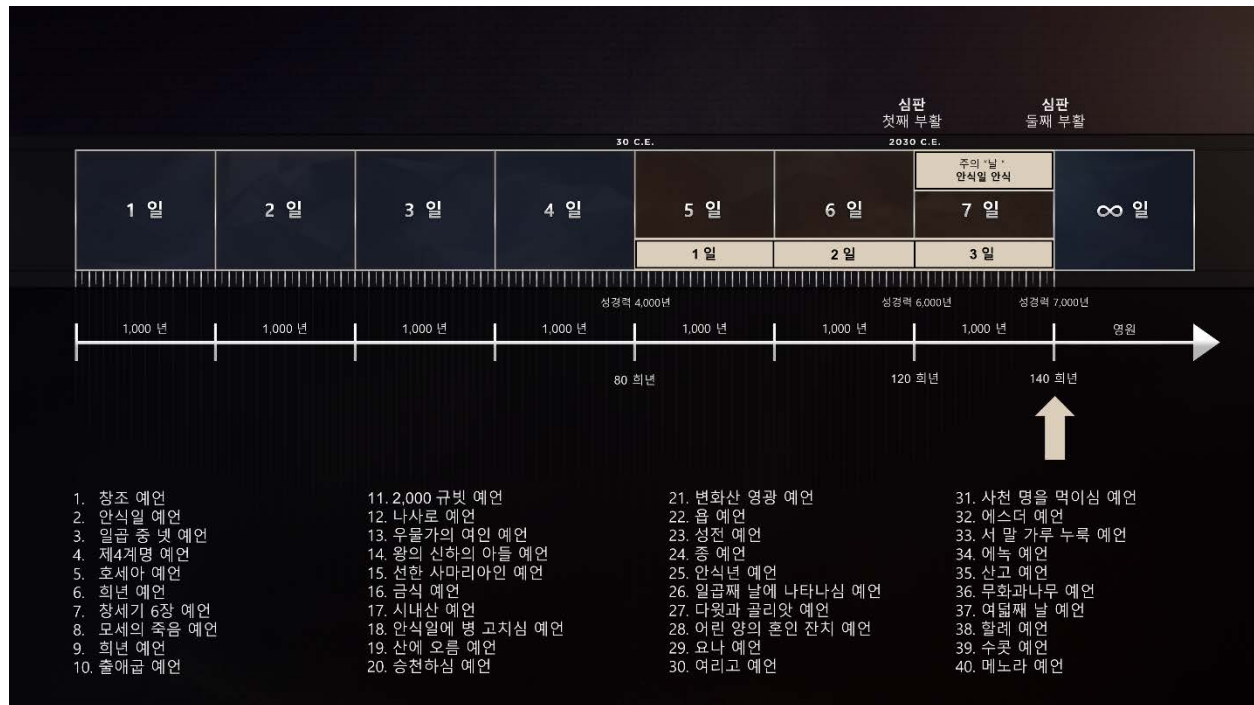 심판
첫째 부활
심판
둘째 부활
30 C.E.
2030 C.E.
1 일
2 일
3 일
4 일
5 일
6 일
주의 "날"
안식일 안식
7 일
∞ 일
1 일
2 일
3 일
성경력 4,000년
성경력 6,000년
성경력 7,000년
1,000 년
1,000 년
1,000 년
1,000 년
1,000 년
1,000 년
1,000 년
영원
80 희년
120 희년
140 희년
1. 창조 예언
2. 안식일 예언
3. 일곱 중 넷 예언
4. 제4계명 예언
5. 호세아 예언
6. 희년 예언
7. 창세기 6장 예언
8. 모세의 죽음 예언
9. 희년 예언
10. 출애굽 예언
11. 2,000 규빗 예언
12. 나사로 예언
13. 우물가의 여인 예언
14. 왕의 신하의 아들 예언
15. 선한 사마리아인 예언
16. 금식 예언
17. 시내산 예언
18. 안식일에 병 고치심 예언
19. 산에 오름 예언
20. 승천하심 예언
21. 변화산 영광 예언
22. 욥 예언
23. 성전 예언
24. 종 예언
25. 안식년 예언
26. 일곱째 날에 나타나심 예언
27. 다윗과 골리앗 예언
28. 어린 양의 혼인 잔치 예언
29. 요나 예언
30. 여리고 예언
31. 사천 명을 먹이심 예언
32. 에스더 예언
33. 서 말 가루 누룩 예언
34. 에녹 예언
35. 산고 예언
36. 무화과나무 예언
37. 여덟째 날 예언
38. 할례 예언
39. 수콧 예언
40. 메노라 예언